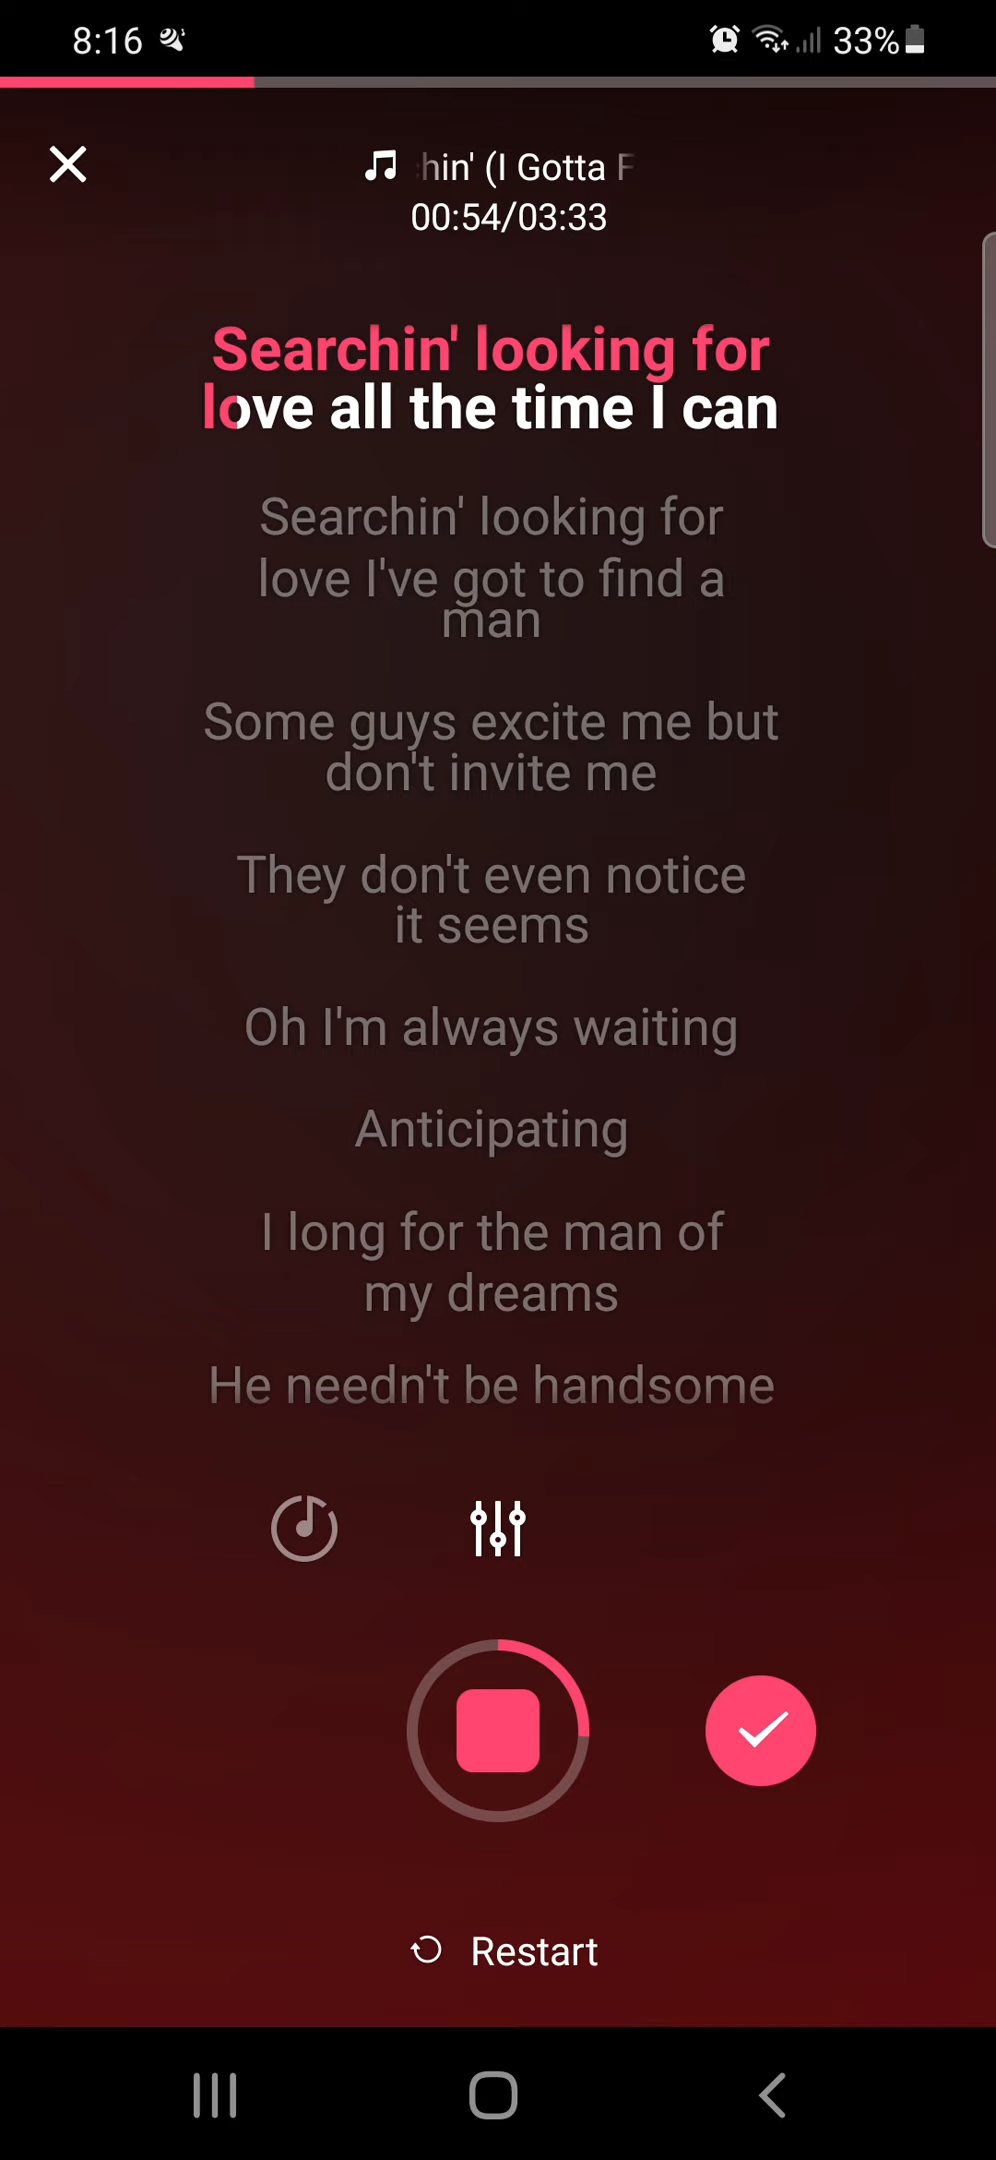 8:16
33%
hin' (I Gotta F
00:54/03:33
Searchin' looking for
love all the time I can
Searchin' looking for
love I've got to find a
man
Some guys excite me but
don't invite me
They don't even notice
it seems
Oh I'm always waiting
Anticipating
I long for the man of
my dreams
He needn't be handsome
Restart